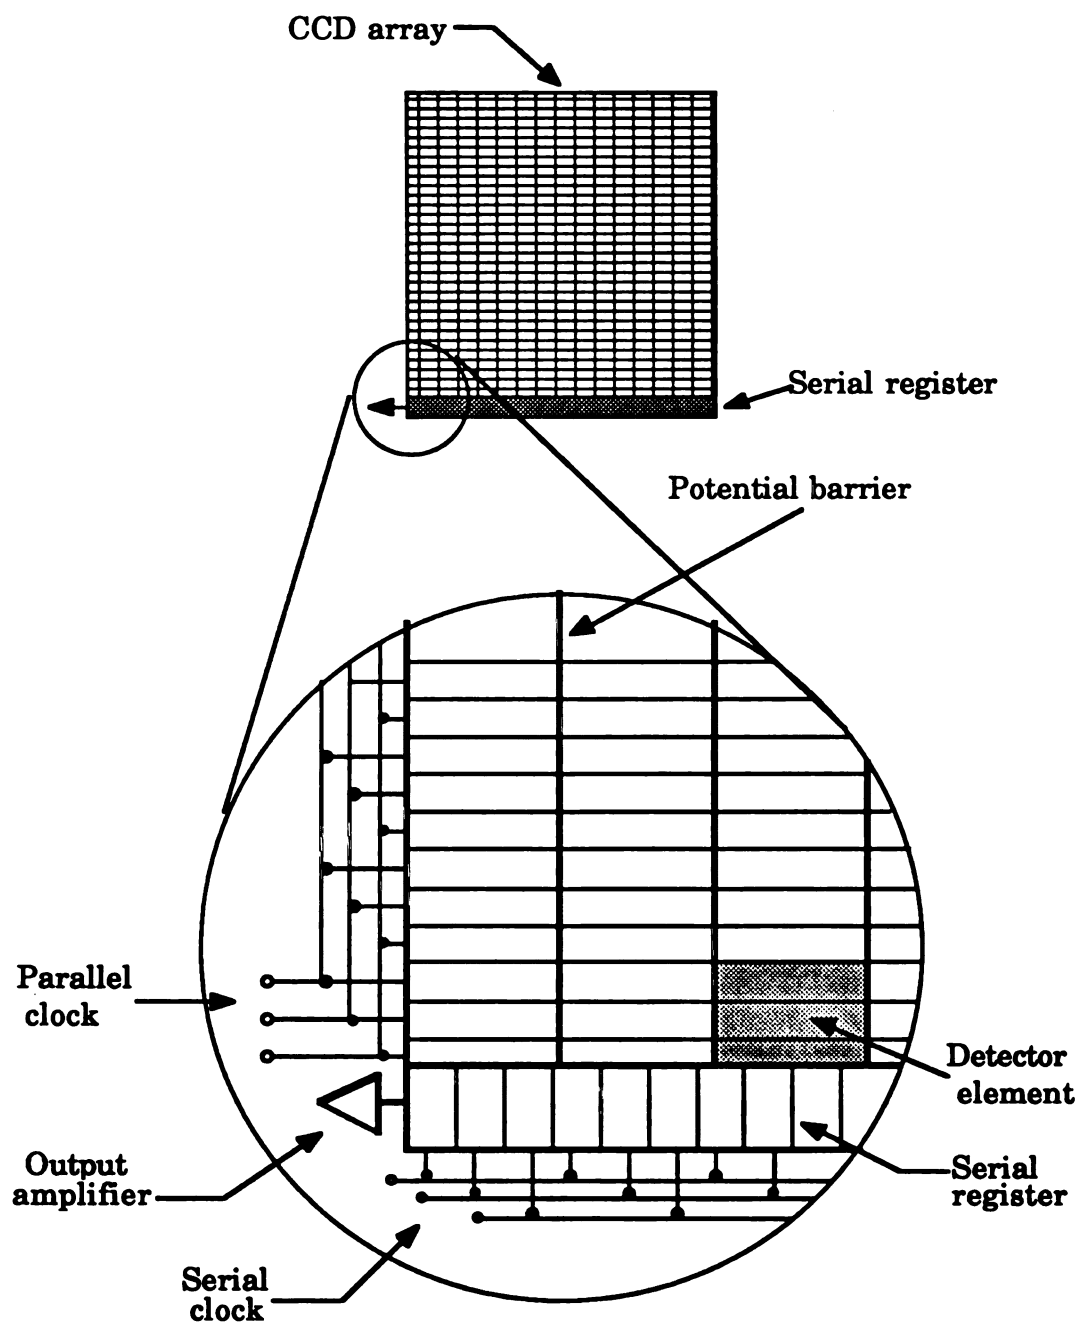 CCD array
Serial register
Potential barrier
Parallel
clock
Detector
element
Output
amplifier
Serial
register
Serial
clock